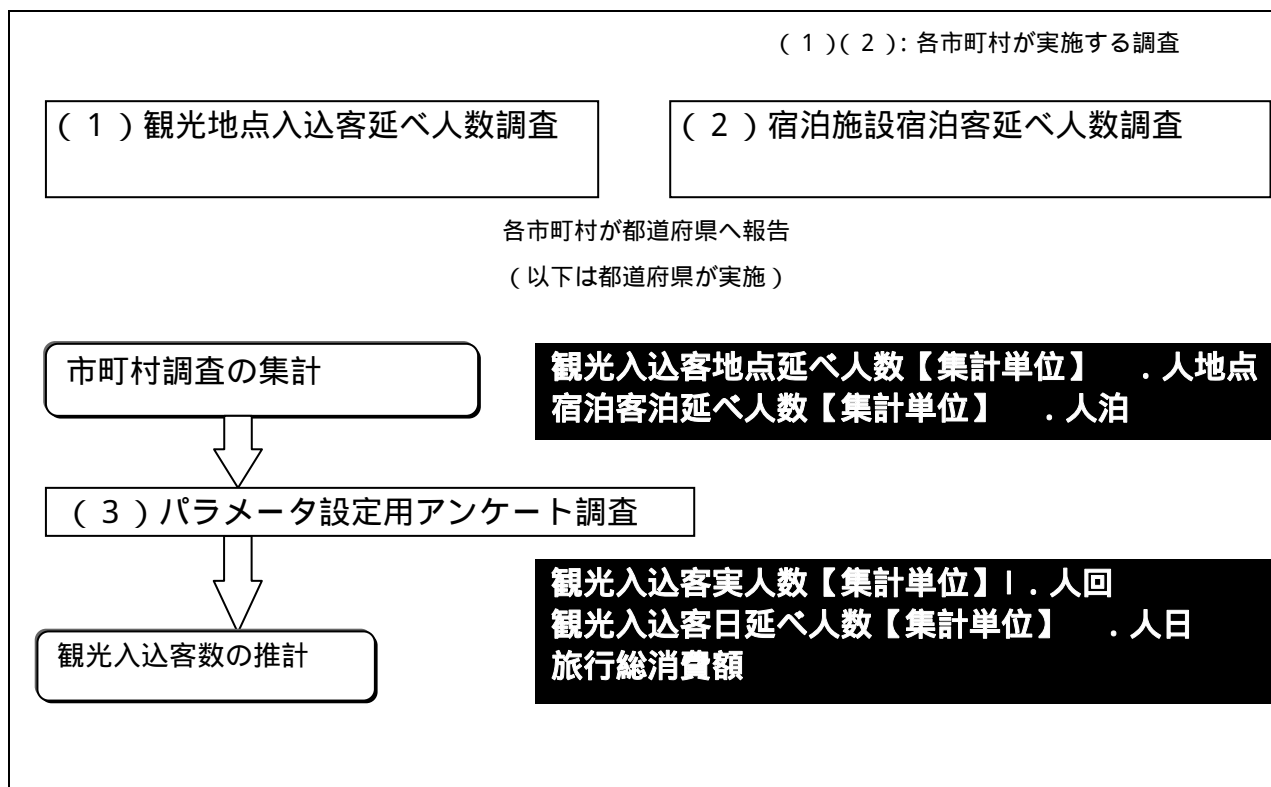 (1)(2):各市町村が実施する調査
(1)観光地点入込客延べ人数調査
(2)宿泊施設宿泊客延べ人数調査
各市町村が都道府県へ報告
(以下は都道府県が実施)
市町村調査の集計
観光入込客地点延べ人数【集計単位】 .人地点
宿泊客泊延べ人数【集計単位】 .人泊
(3)パラメータ設定用アンケート調査
観光入込客実人数【集計単位】I.人回
観光入込客日延べ人数【集計単位】 .人日
旅行総消費額
観光入込客数の推計